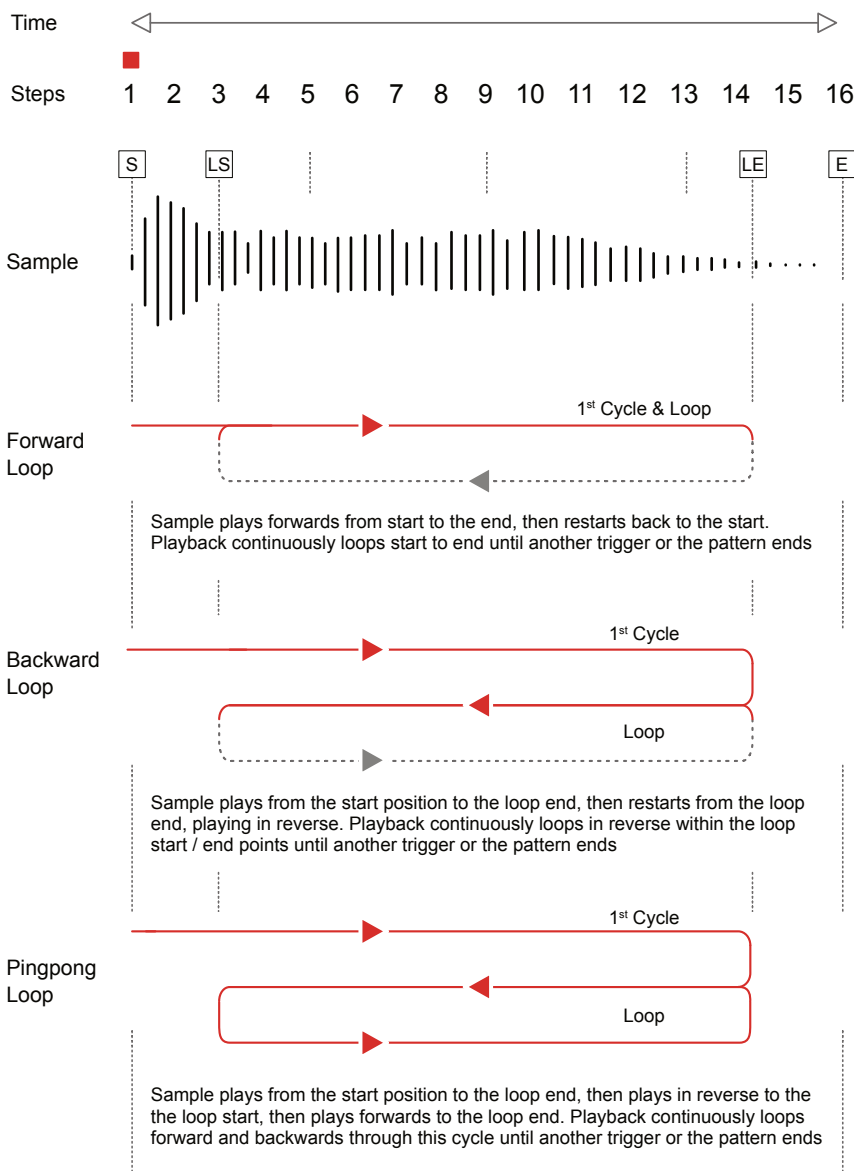 Time
Steps 1 2 3 4 5 6 7 8 9 10 11 12 13 14 15 16
S LS LE E
Sample
1st Cycle & Loop
Forward
Loop
Sample plays forwards from start to the end, then restarts back to the start.
Playback continuously loops start to end until another trigger or the pattern ends
1st Cycle
Backward
Loop
Loop
Sample plays from the start position to the loop end, then restarts from the loop
end, playing in reverse. Playback continuously loops in reverse within the loop
start / end points until another trigger or the pattern ends
1st Cycle
Pingpong
Loop
Loop
Sample plays from the start position to the loop end, then plays in reverse to the
the loop start, then plays forwards to the loop end. Playback continuously loops
forward and backwards through this cycle until another trigger or the pattern ends